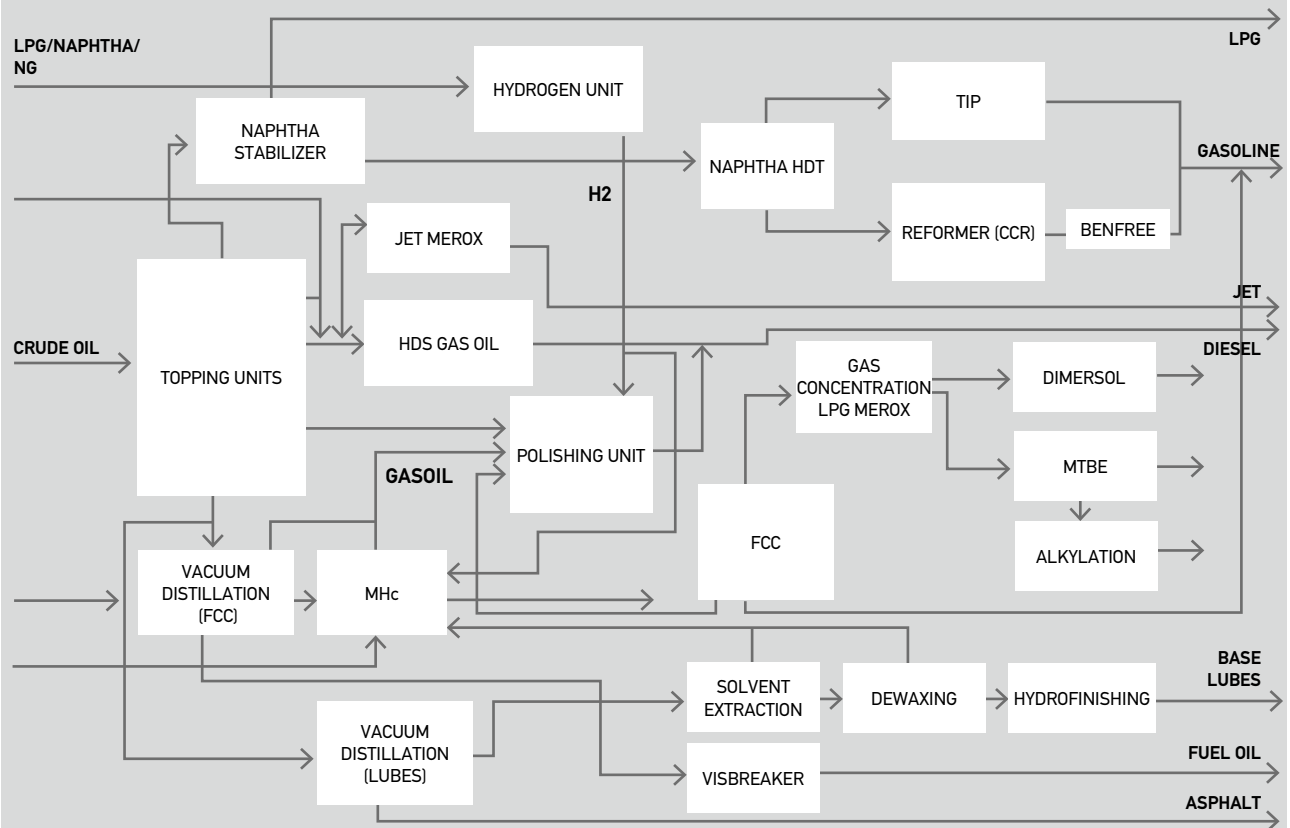 LPG
LPG/NAPHTHA/
NG
HYDROGEN UNIT
TIP
NAPHTHA
STABILIZER
NAPHTHA HDT
GASOLINE
H2
JET MEROX
REFORMER (CCR)
BENFREE
JET
CRUDE OIL
TOPPING UNITS
HDS GAS OIL
DIESEL
GAS
CONCENTRATION
LPG MEROX
DIMERSOL
GASOIL
POLISHING UNIT
MTBE
FCC
ALKYLATION
VACUUM
DISTILLATION
(FCC)
MHc
SOLVENT
EXTRACTION
DEWAXING
HYDROFINISHING
BASE
LUBES
VACUUM
DISTILLATION
(LUBES)
VISBREAKER
FUEL OIL
ASPHALT